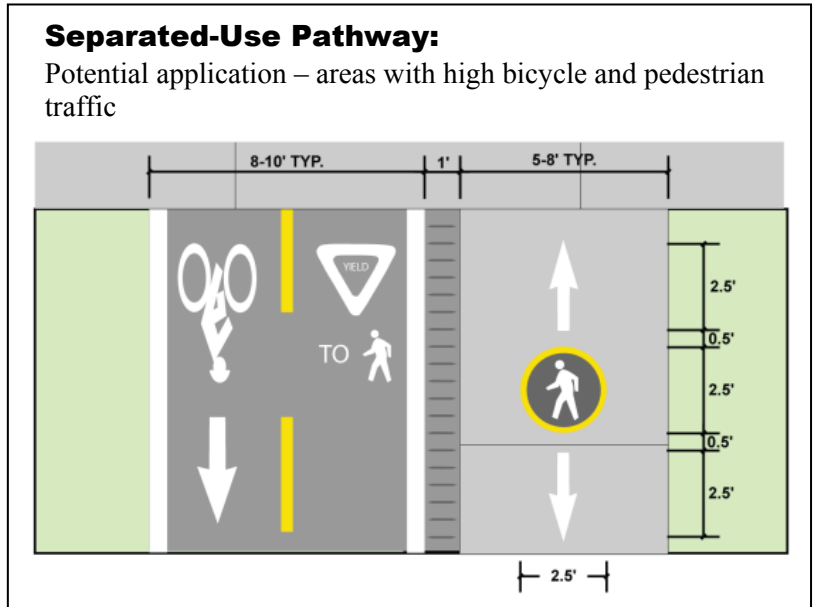 Separated-Use Pathway:
Potential application – areas with high bicycle and pedestrian
traffic
8-10' TYP.
1'
5-8' TYP.
YIELD
TO
2.5'
0.5'
2.5'
0.5'
2.5'
2.5'